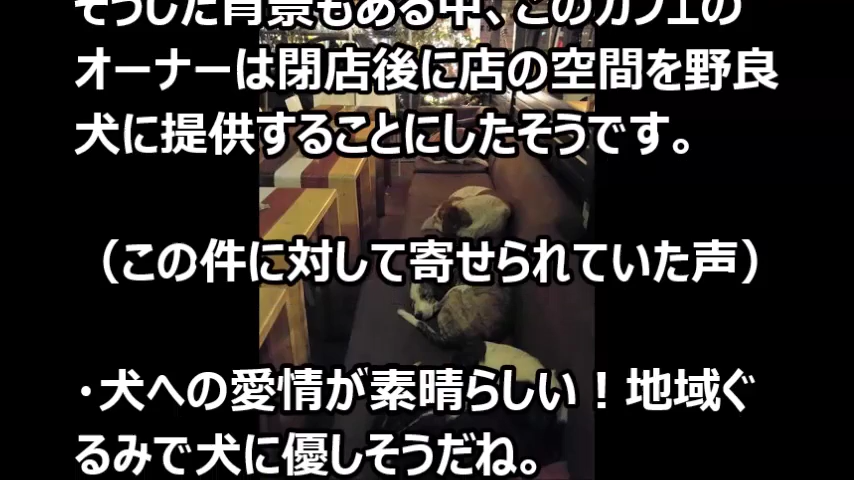 そうした背景もある中、このカフェの
オーナーは閉店後に店の空間を野良
犬に提供することにしたそうです。
（この件に対して寄せられていた声）
・犬への愛情が素晴らしい！地域ぐ
るみで犬に優しそうだね。